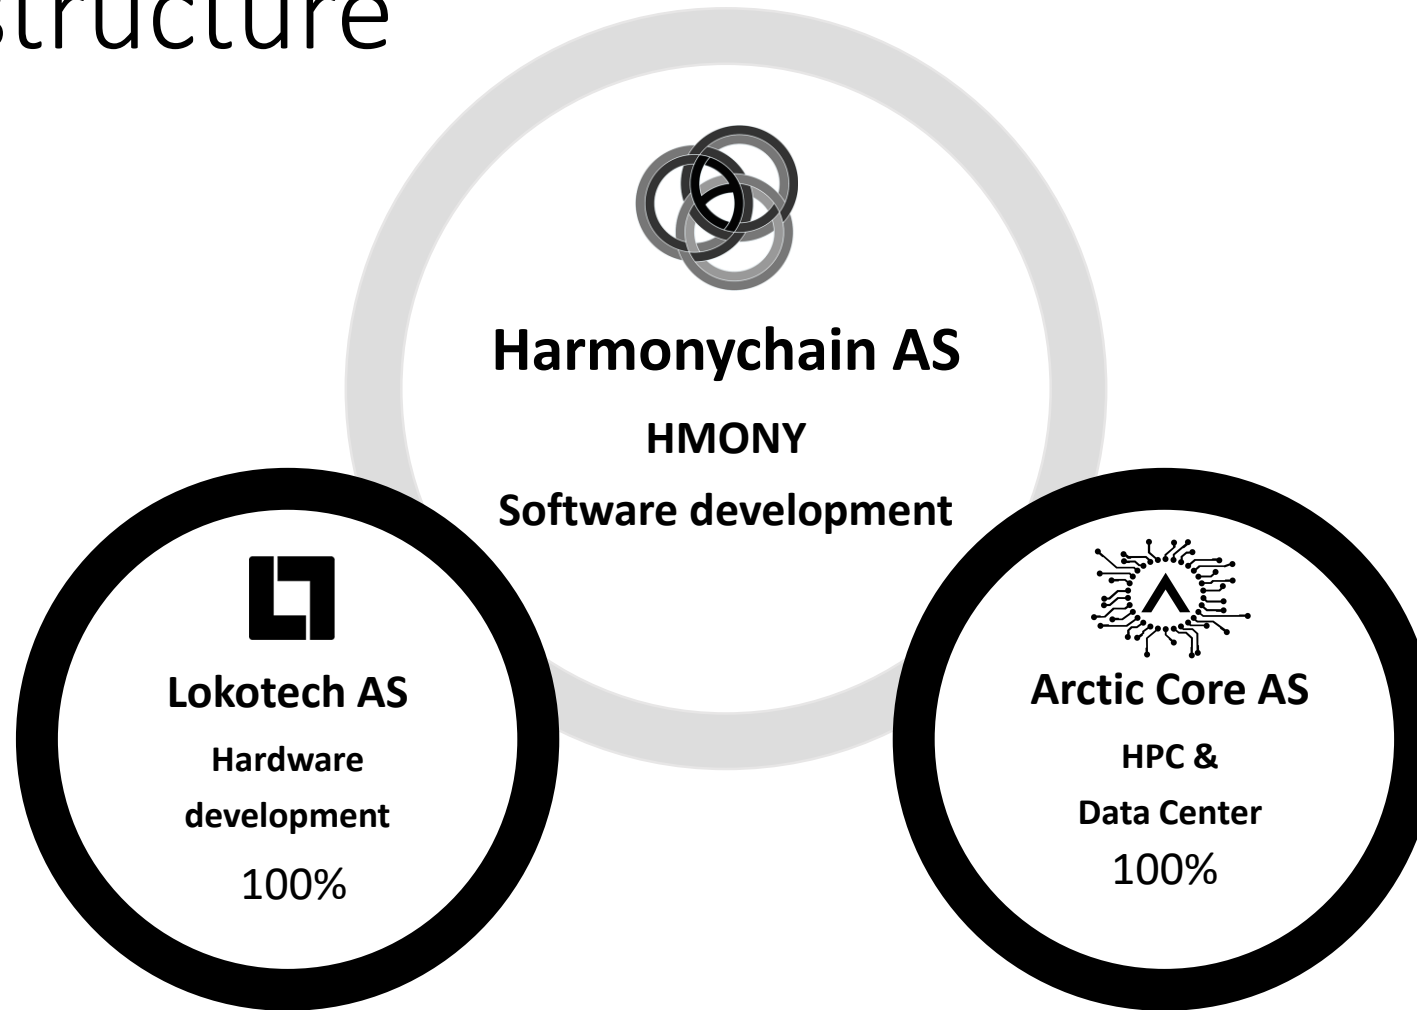 structure
Harmonychain AS
HMONY
Software development
Lokotech AS
Hardware
development
100%
Arctic Core AS
HPC &
Data Center
100%